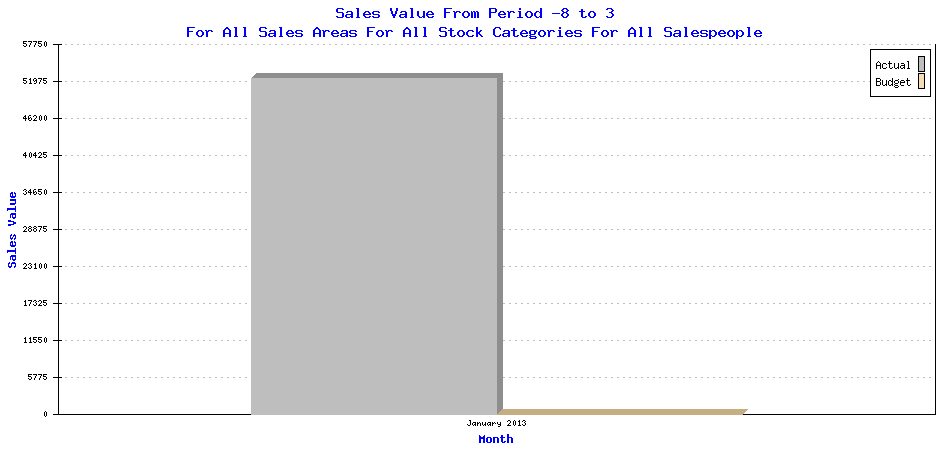 Sales Value From Period -8 to 3
For All Sales Areas For All Stock Categories For All Salespeople
57750
51975
46200
40425
34650
28875
23100
17325
11550
5775
0
Sales Value
Actual
Budget
January 2013
Month